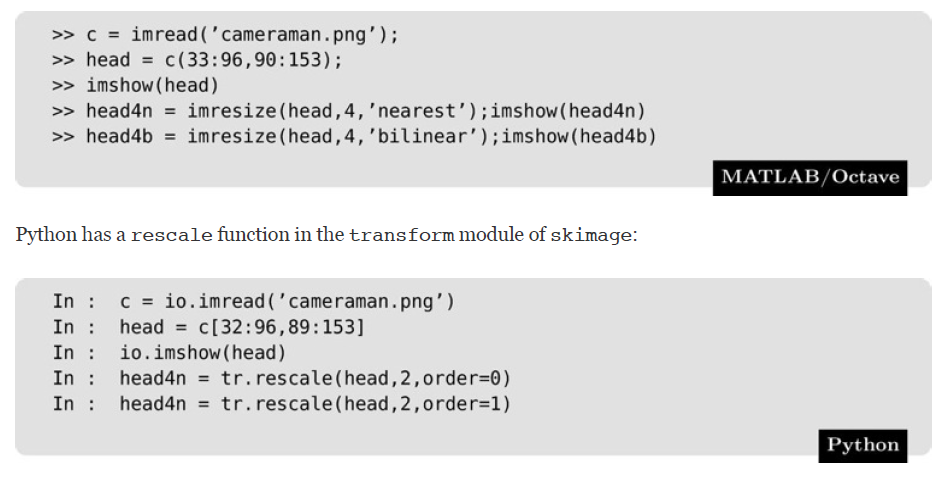 >> c = imread(’cameraman.png’);
>> head = c(33:96,90:153);
>> imshow(head)
>> head4n = imresize(head,4,’nearest’);imshow(head4n)
>> head4b = imresize(head,4,’bilinear’);imshow(head4b)
MATLAB/Octave
Python has a rescale function in the transform module of skimage:
In :  c = io.imread(’cameraman.png’)
In :  head = c[32:96,89:153]
In :  io.imshow(head)
In :  head4n = tr.rescale(head,2,order=0)
In :  head4n = tr.rescale(head,2,order=1)
Python